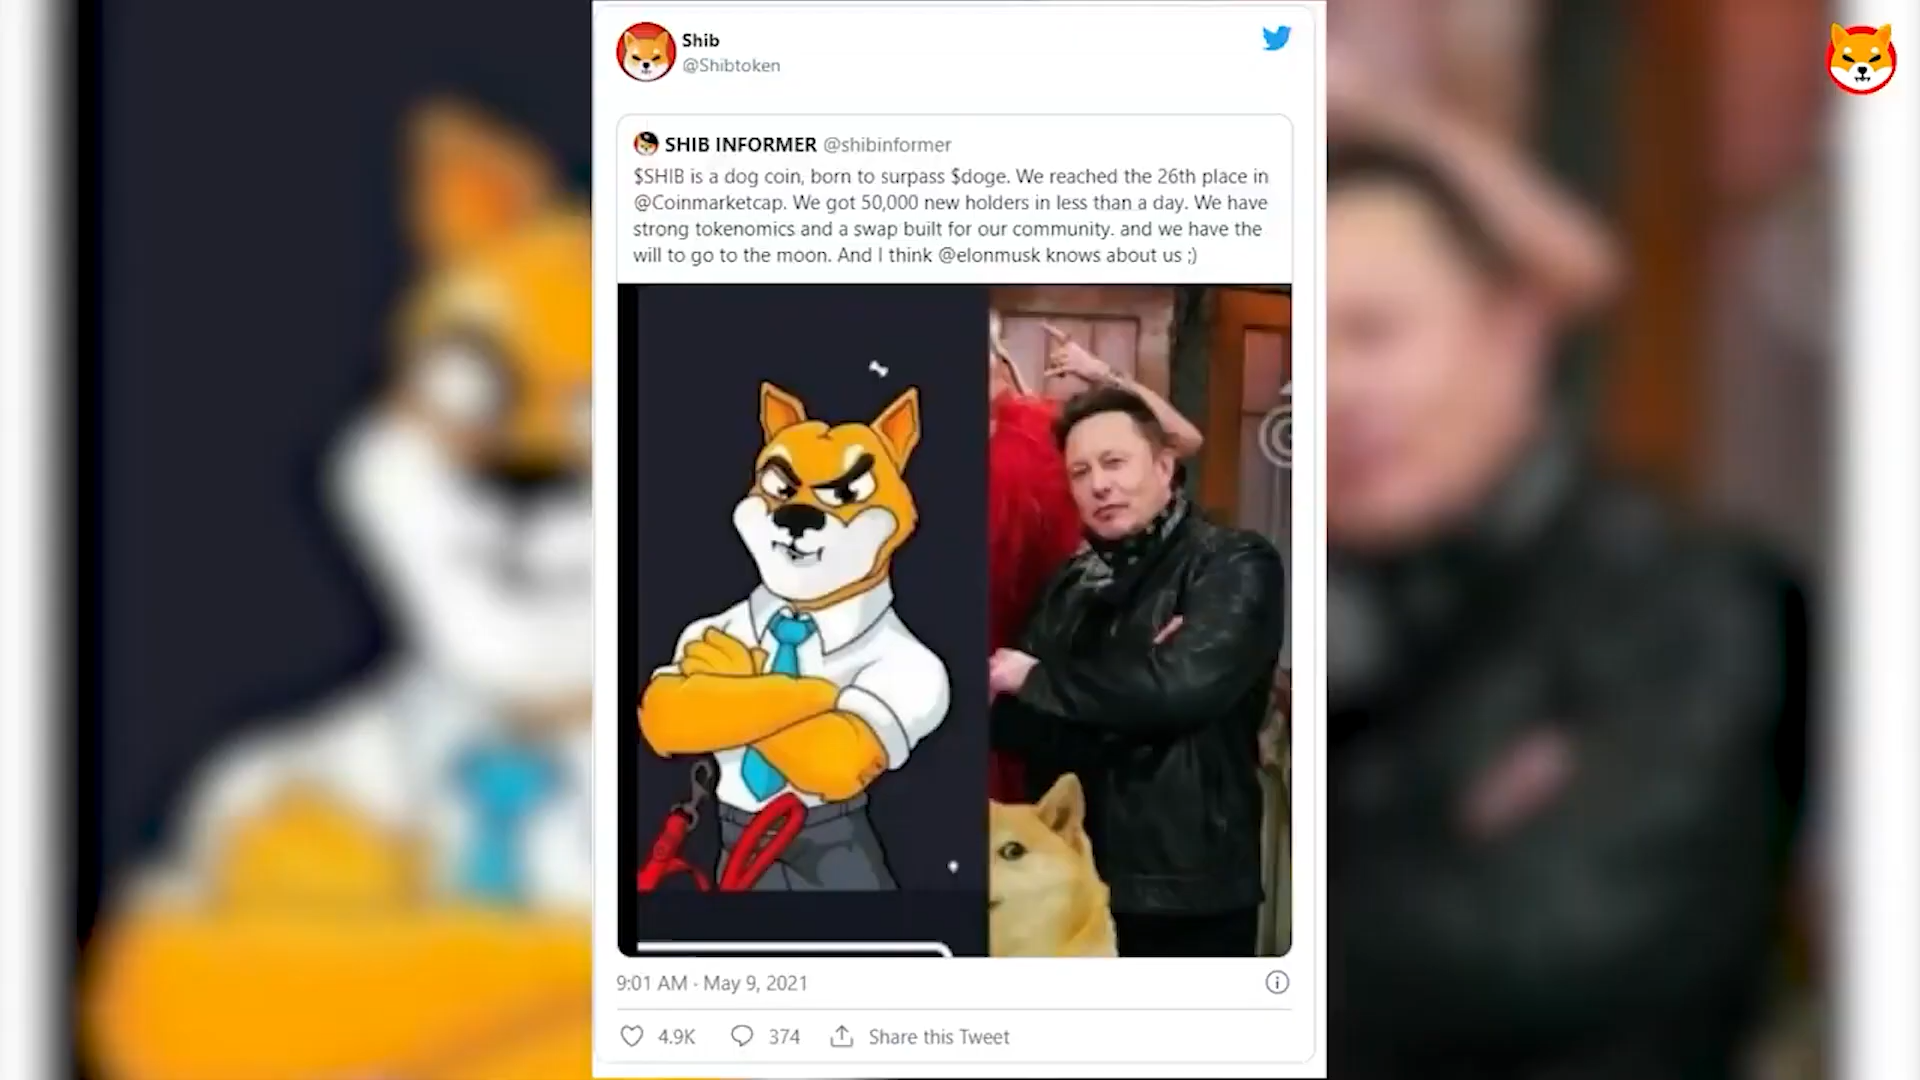 Shib
@Shibtoken
SHIB INFORMER @shibinformer
$SHIB is a dog coin, born to surpass $doge. We reached the 26th place in
@Coinmarketcap. We got 50,000 new holders in less than a day. We have
strong tokenomics and a swap built for our community. and we have the
will to go to the moon. And I think @elonmusk knows about us ;)
9:01 AM · May 9, 2021
4.9K 374 Share this Tweet